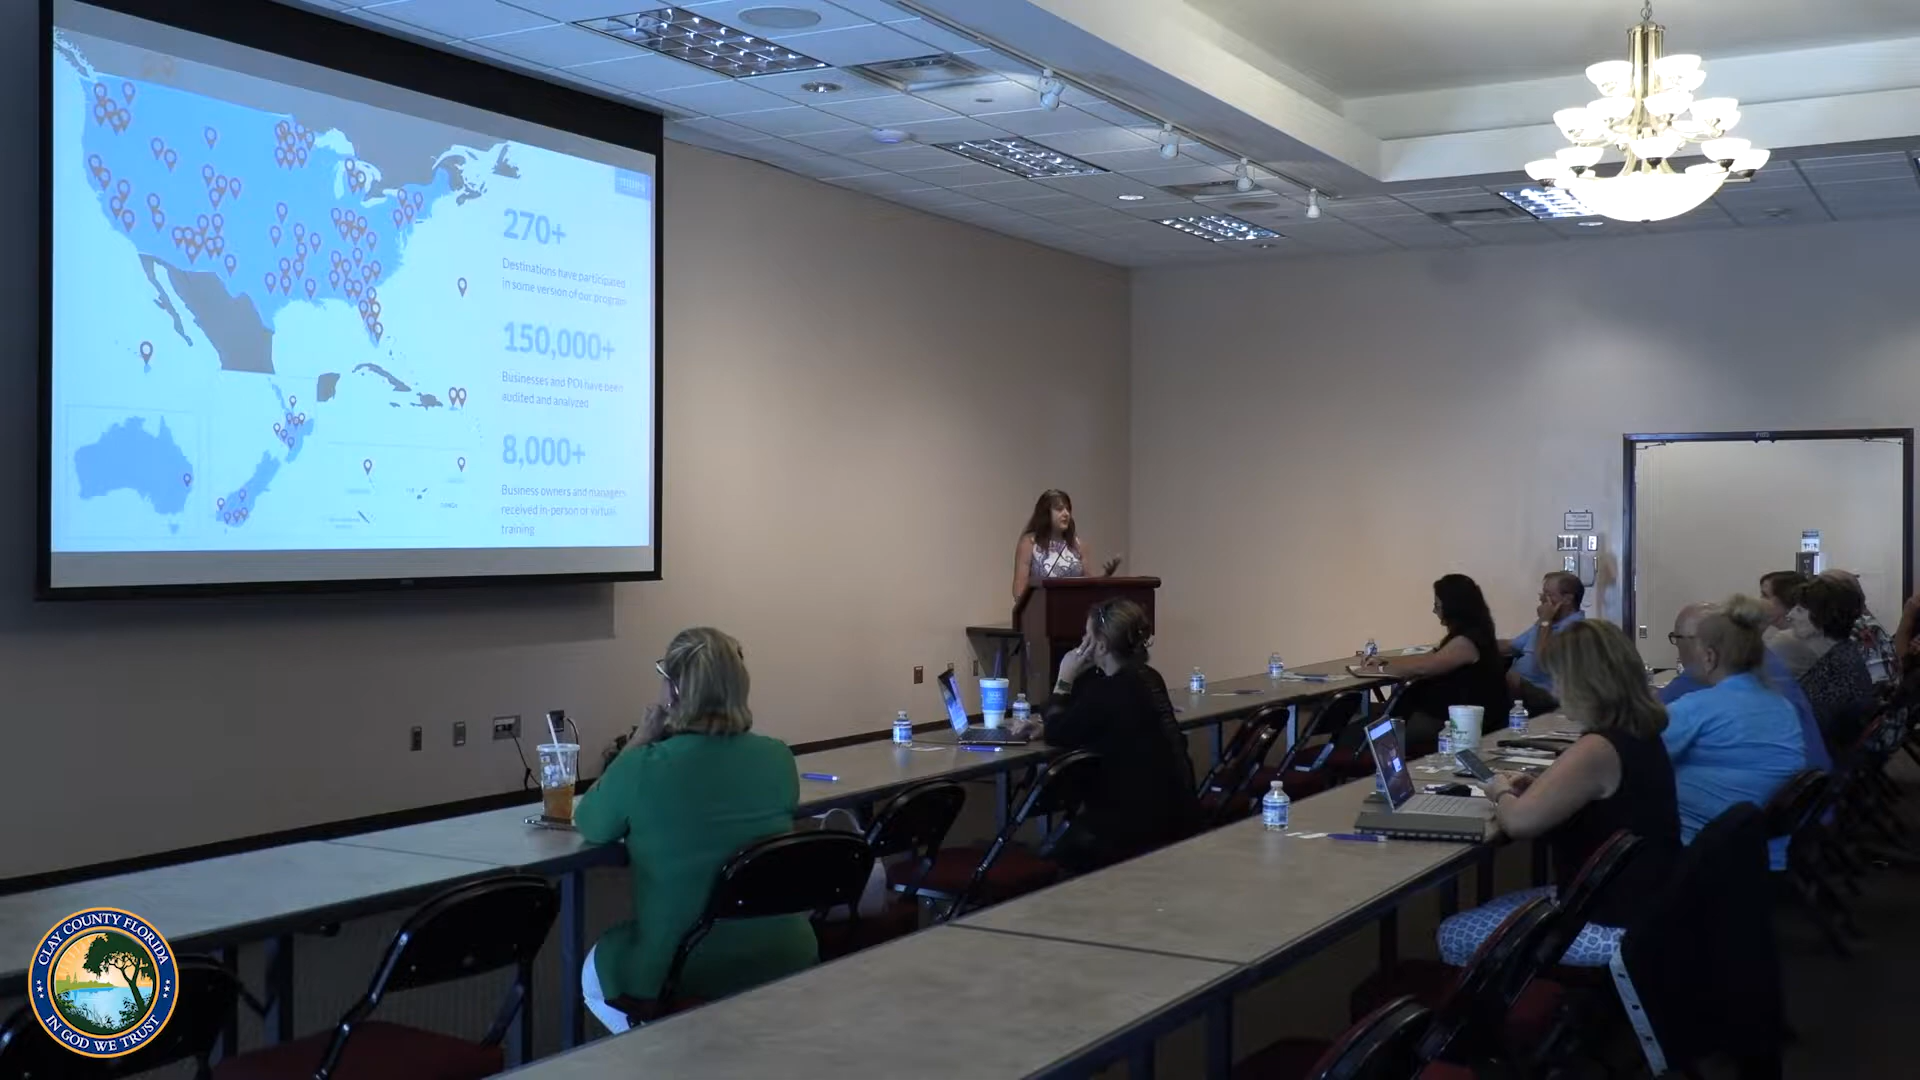 270+
Destinations have participated
in some version of our program
150,000+
Businesses and POI have been
audited and analyzed
8,000+
Business owners and managers
received in-person or virtual
training
CLAY COUNTY FLORIDA
IN GOD WE TRUST